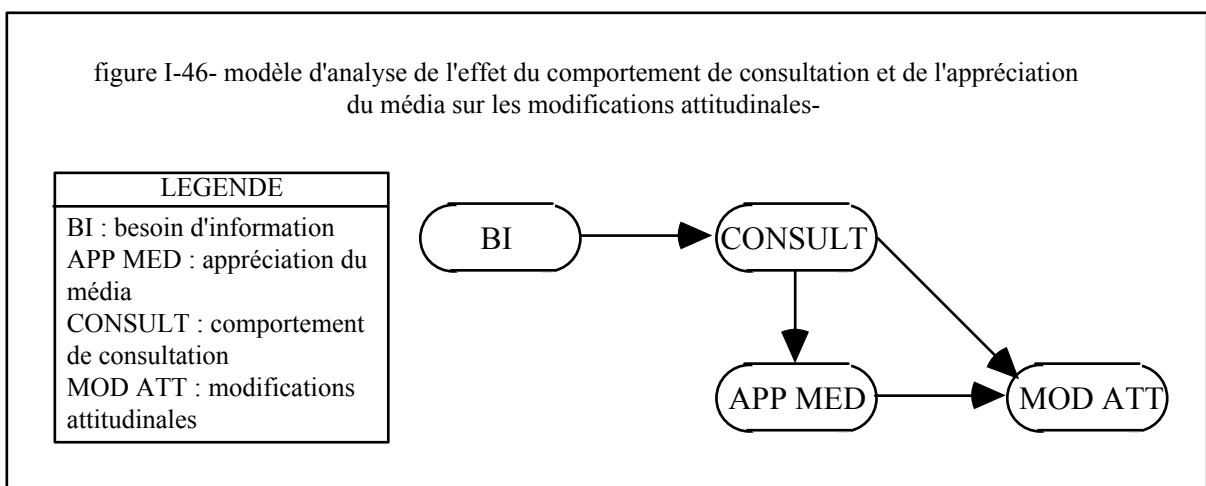 figure I-46- modèle d'analyse de l'effet du comportement de consultation et de l'appréciation
du média sur les modifications attitudinales-
LEGENDE
BI : besoin d'information
APP MED : appréciation du
média
CONSULT : comportement
de consultation
MOD ATT : modifications
attitudinales
BI
CONSULT
APP MED
MOD ATT